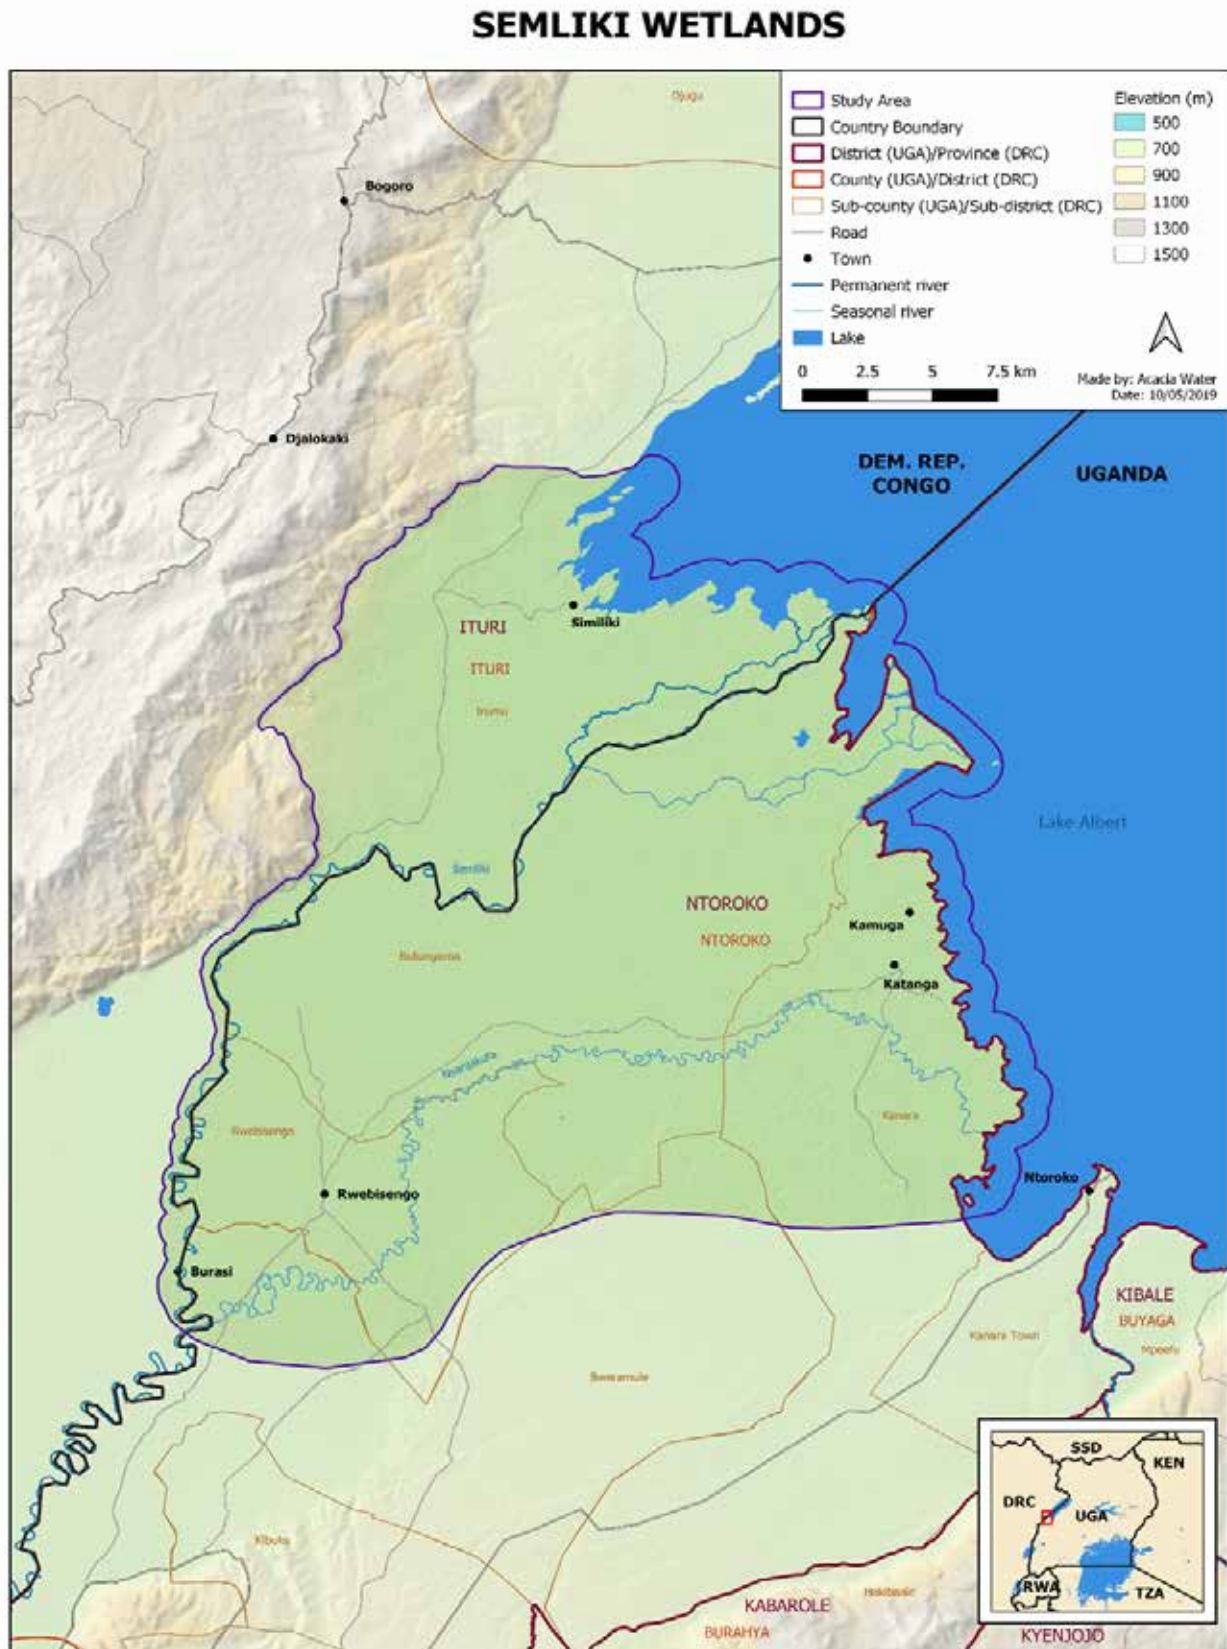 SEMLIKI WETLANDS
Study Area
Country Boundary
District (UGA)/Province (DRC)
County (UGA)/District (DRC)
Sub-county (UGA)/Sub-district (DRC)
Road
Town
Permanent river
Seasonal river
Lake
Elevation (m)
500
700
900
1100
1300
1500
0 2.5 5 7.5 km
Made by: Acacia Water
Date: 10/05/2019
Djugu
Bogoro
Djalokaki
DEM. REP.
CONGO
UGANDA
Similiki
ITURI
ITURI
Irumu
Lake Albert
Semliki
NTOROKO
NTOROKO
Kamuga
Katanga
Rwebisengo
Kanara
Rwebisengo
Ntoroko
Burasi
KIBALE
BUYAGA
Mpeefu
Kanara Town
Bweramule
SSD
KEN
DRC
UGA
RWA
TZA
Kibuku
KABAROLE
BURAHYA
KYENJOJO